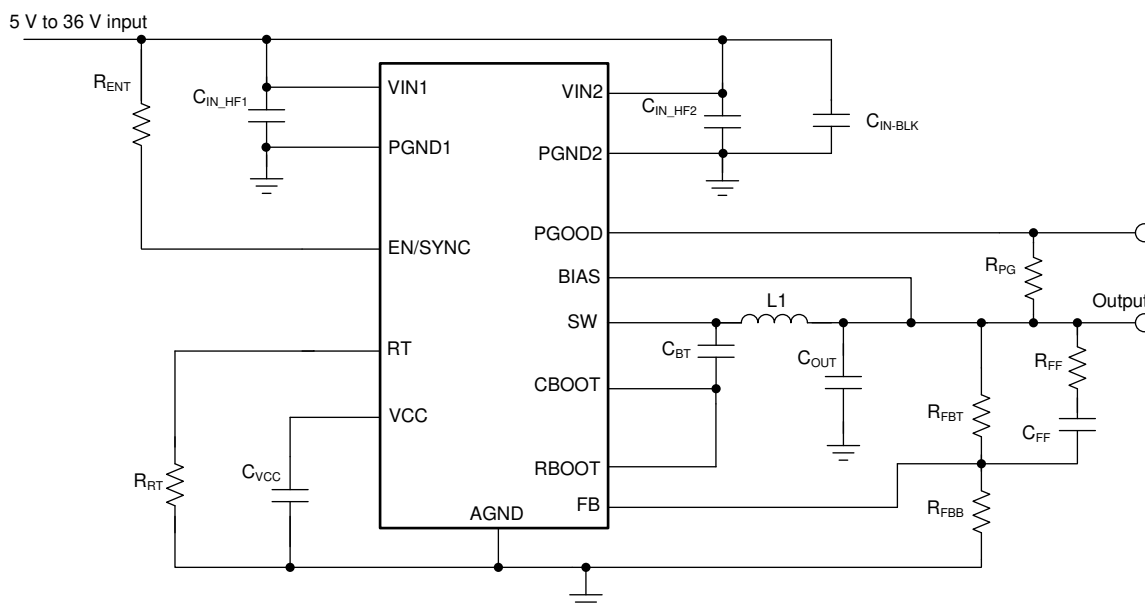 5 V to 36 V input
R_ENT
C_IN_HF1
VIN1
VIN2
C_IN_HF2
C_IN-BLK
PGND1
PGND2
EN/SYNC
PGOOD
BIAS
R_PG
L1
Output
SW
RT
C_BT
C_OUT
R_FF
CBOOT
VCC
R_FBT
C_FF
RBOOT
R_RT
C_VCC
FB
AGND
R_FBB